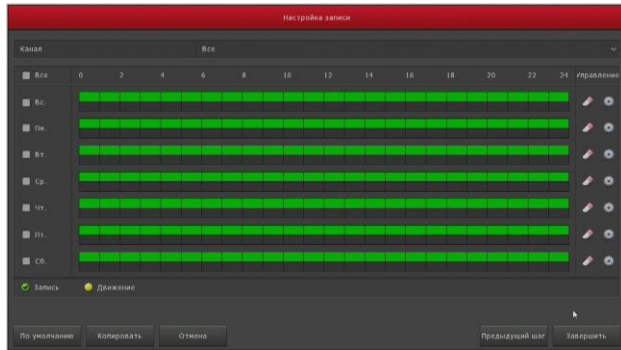 Настройка записи
Канал Все
Все 0 2 4 6 8 10 12 14 16 18 20 22 24 Управление
Вс.
Пн.
Вт.
Ср.
Чт.
Пт.
Сб.
Запись Движение
По умолчанию Копировать Отмена Предыдущий шаг Завершить